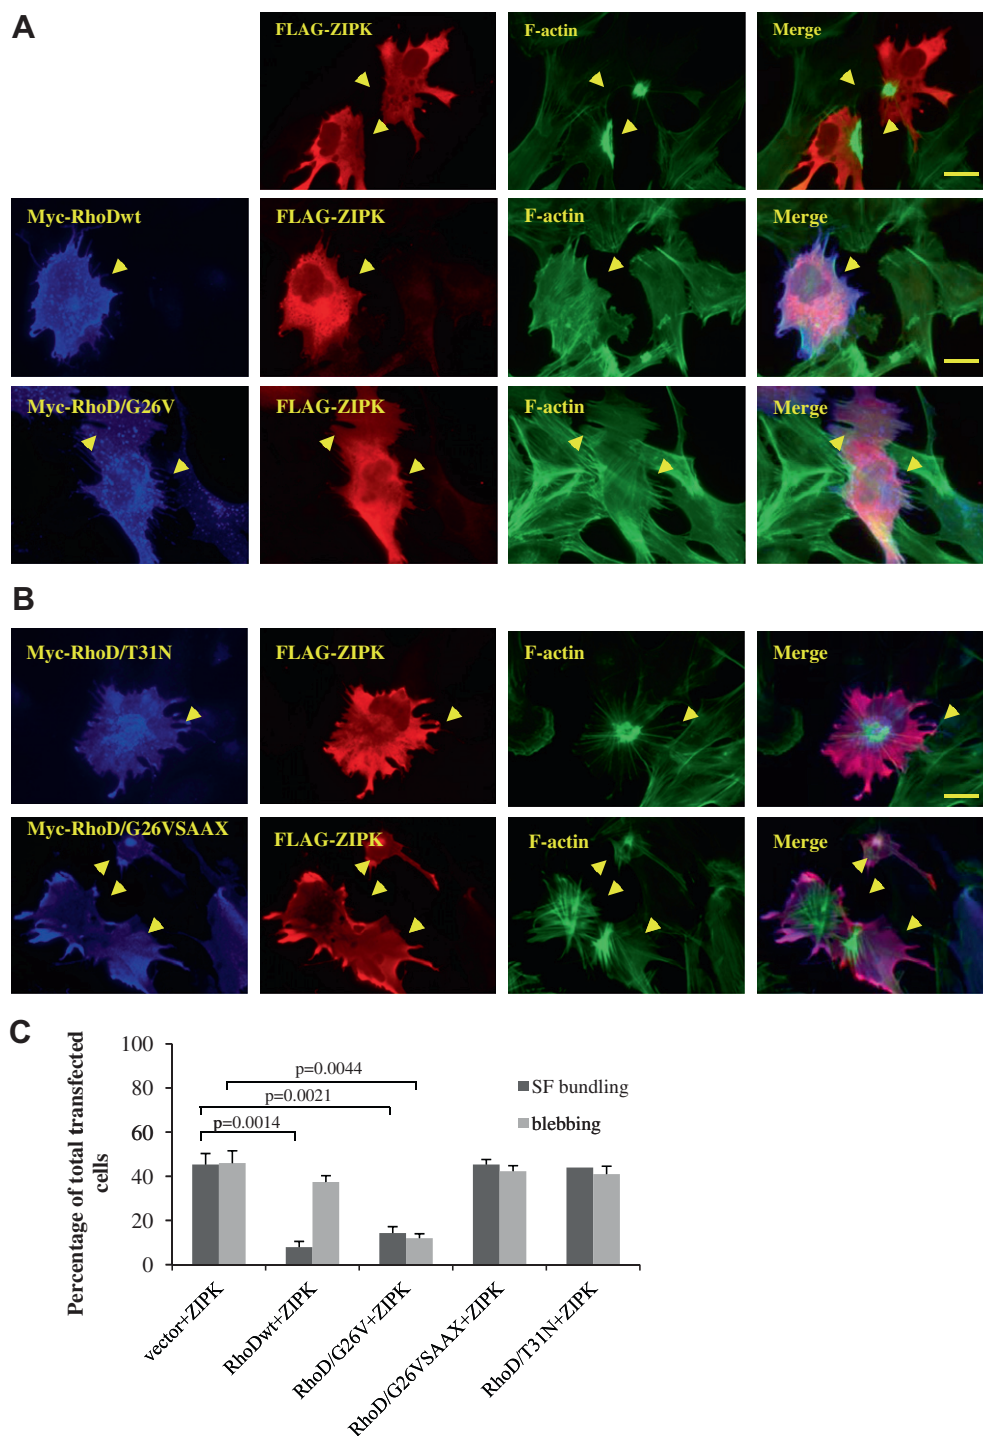 A
FLAG-ZIPK
F-actin
Merge
Myc-RhoDwt
FLAG-ZIPK
F-actin
Merge
Myc-RhoD/G26V
FLAG-ZIPK
F-actin
Merge
B
Myc-RhoD/T31N
FLAG-ZIPK
F-actin
Merge
Myc-RhoD/G26VSAAX
FLAG-ZIPK
F-actin
Merge
C
Percentage of total transfected
cells
100
80
60
40
20
0
p=0.0044
p=0.0021
p=0.0014
SF bundling
blebbing
vector+ZIPK
RhoDwt+ZIPK
RhoD/G26V+ZIPK
RhoD/G26VSAAX+ZIPK
RhoD/T31N+ZIPK